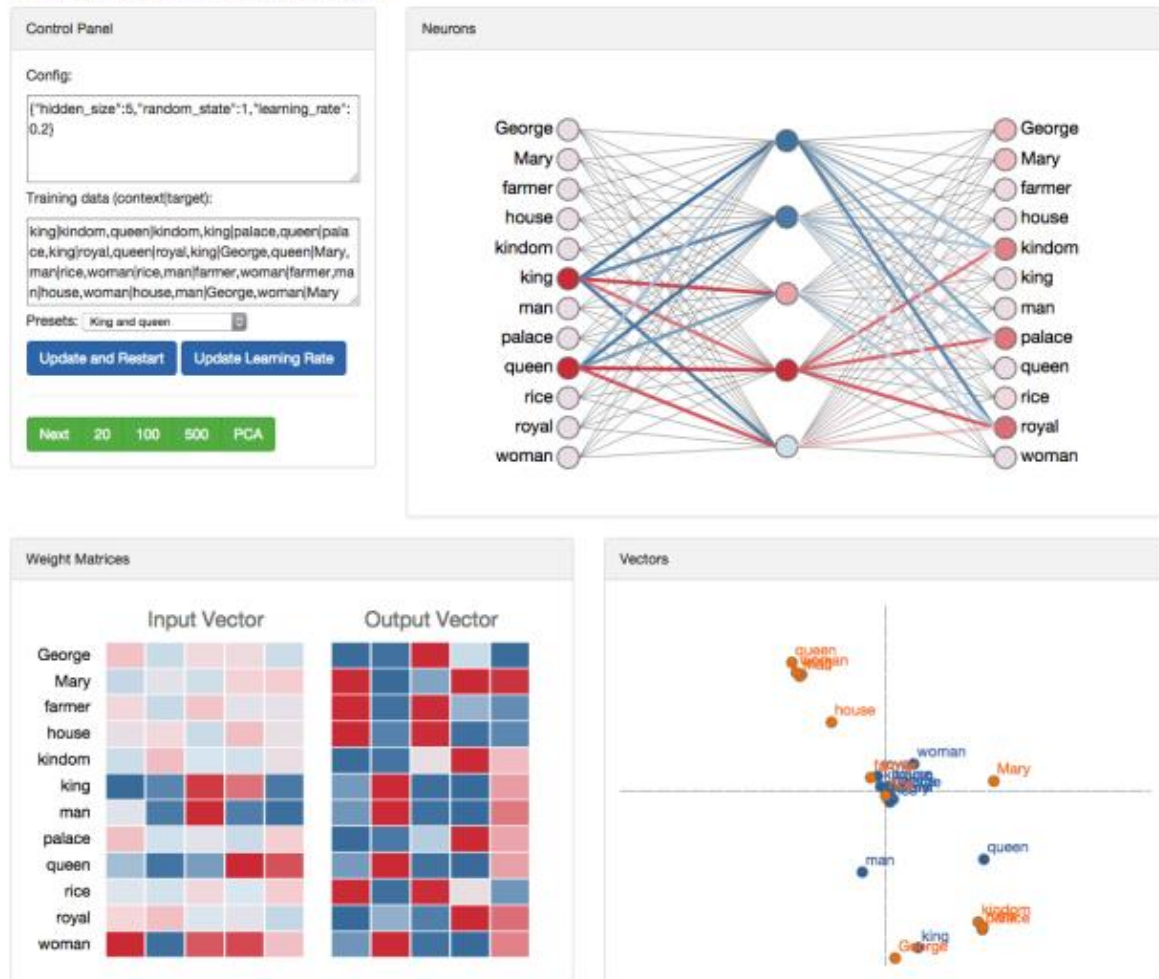 Control Panel
Config:
{"hidden_size":5,"random_state":1,"learning_rate":
0.2}
Training data (context|target):
king|kindom,queen|kindom,king|palace,queen|pala
ce,king|royal,queen|royal,king|George,queen|Mary,
man|rice,woman|rice,man|farmer,woman|farmer,ma
n|house,woman|house,man|George,woman|Mary
Presets: King and queen
Update and Restart Update Learning Rate
Next 20 100 500 PCA
Neurons
George George
Mary Mary
farmer farmer
house house
kindom kindom
king king
man man
palace palace
queen queen
rice rice
royal royal
woman woman
Weight Matrices
Input Vector Output Vector
George
Mary
farmer
house
kindom
king
man
palace
queen
rice
royal
woman
Vectors
queen
house
woman
Mary
man
queen
kindom
palace
king
George